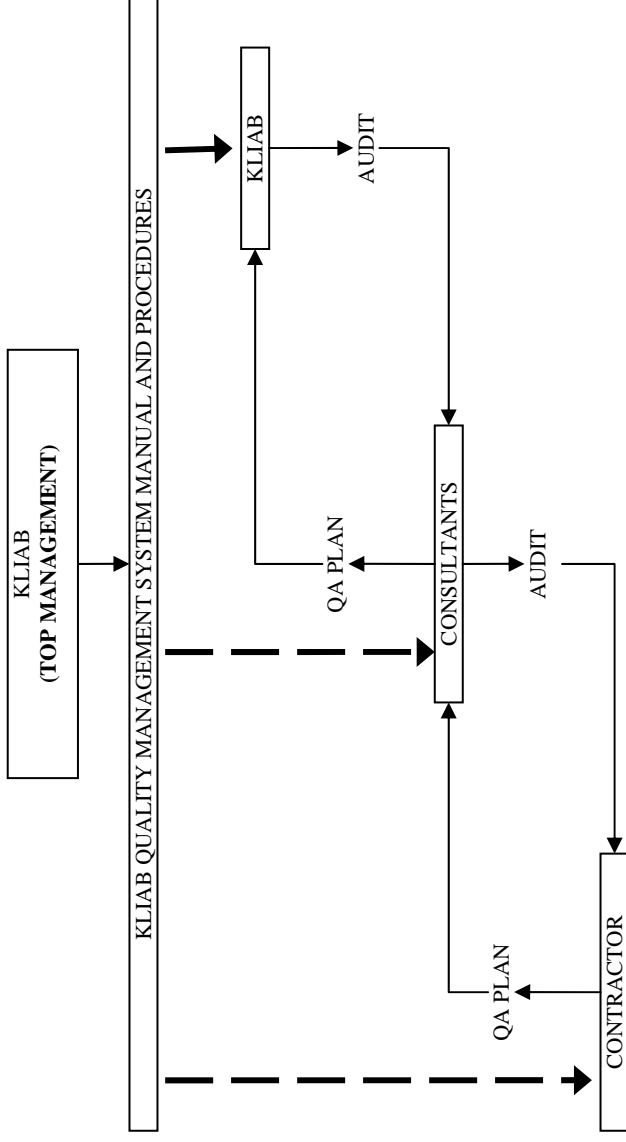 KLIAB
(TOP MANAGEMENT)
KLIAB QUALITY MANAGEMENT SYSTEM MANUAL AND PROCEDURES
KLIAB
AUDIT
QA PLAN
CONSULTANTS
AUDIT
QA PLAN
CONTRACTOR